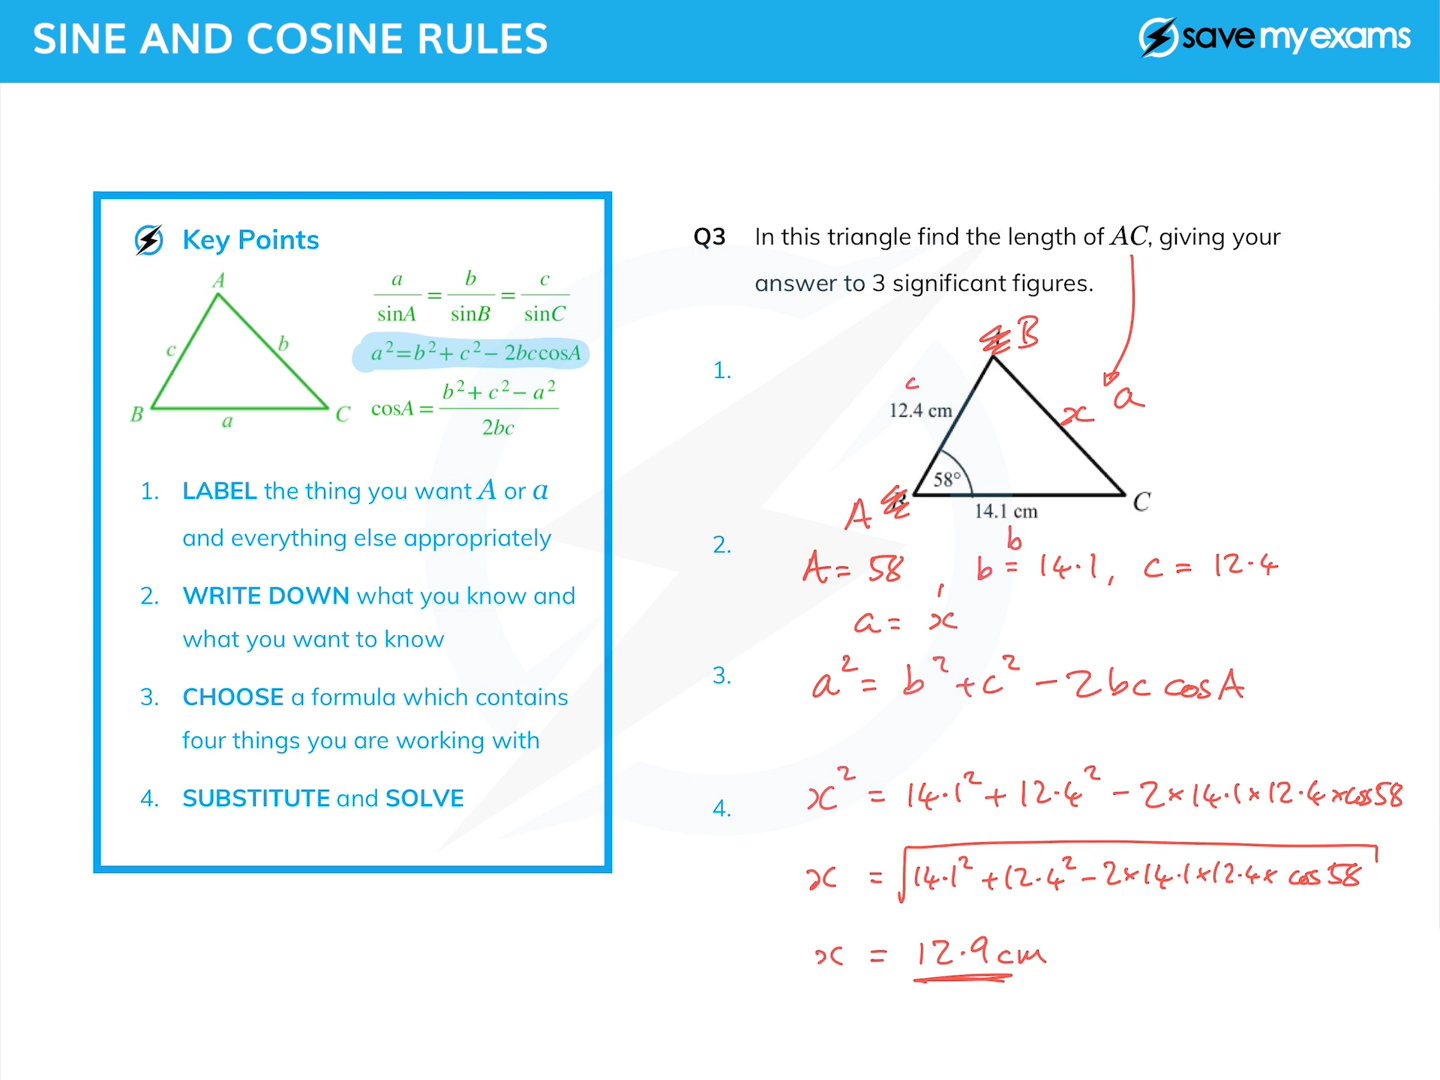 SINE AND COSINE RULES
save my exams
Key Points
A
c
b
B
a
C
a/sinA = b/sinB = c/sinC
a²=b²+ c²− 2bccosA
cosA = (b²+ c²− a²)/2bc
1. LABEL the thing you want A or a
and everything else appropriately
2. WRITE DOWN what you know and
what you want to know
3. CHOOSE a formula which contains
four things you are working with
4. SUBSTITUTE and SOLVE
Q3 In this triangle find the length of AC, giving your
answer to 3 significant figures.
1.
B
c
12.4 cm
x a
58°
A
C
14.1 cm
b
2.
A = 58, b = 14.1, c = 12.4
a = x
3.
a² = b² + c² − 2bc cosA
4.
x² = 14.1² + 12.4² − 2×14.1×12.4×cos58
x = √14.1² + 12.4² − 2×14.1×12.4× cos 58
x = 12.9cm